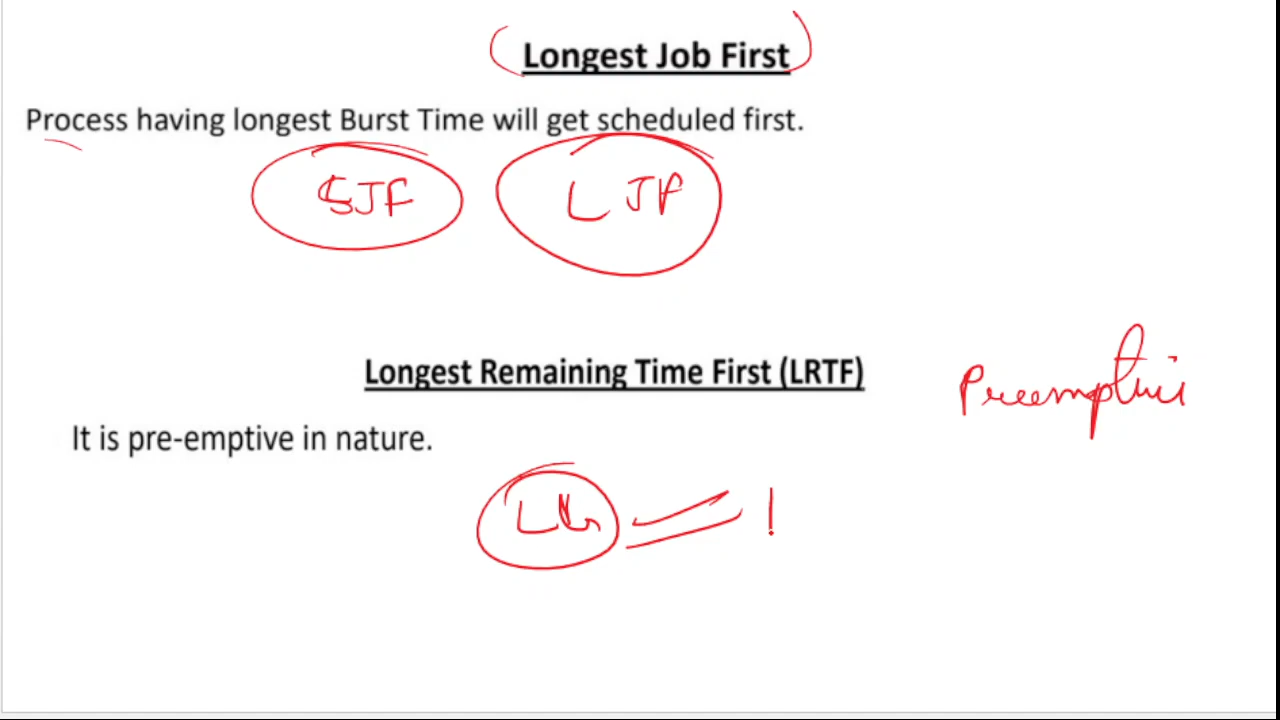 Longest Job First
Process having longest Burst Time will get scheduled first.
SJF LJF
Longest Remaining Time First (LRTF)
Preemptive
It is pre-emptive in nature.